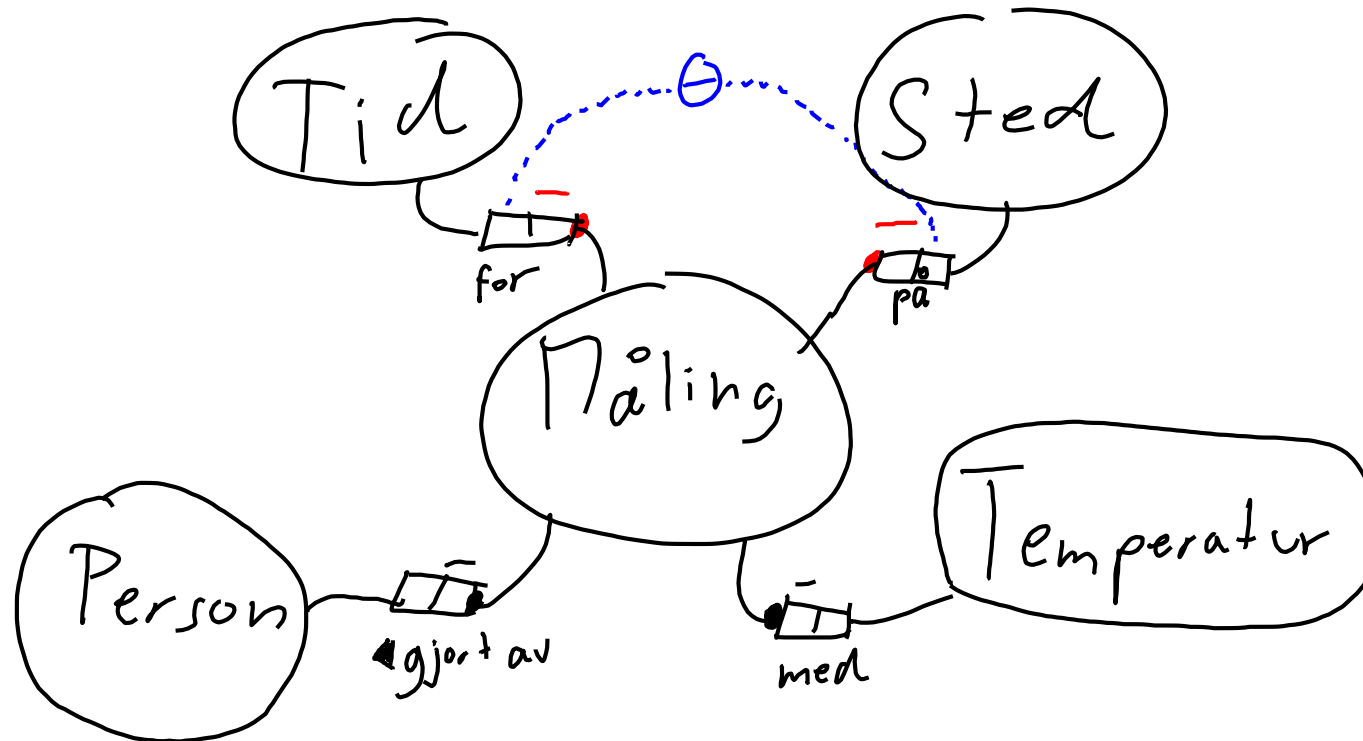 Tid
Sted
for
på
Måling
Person
Temperatur
gjort av
med